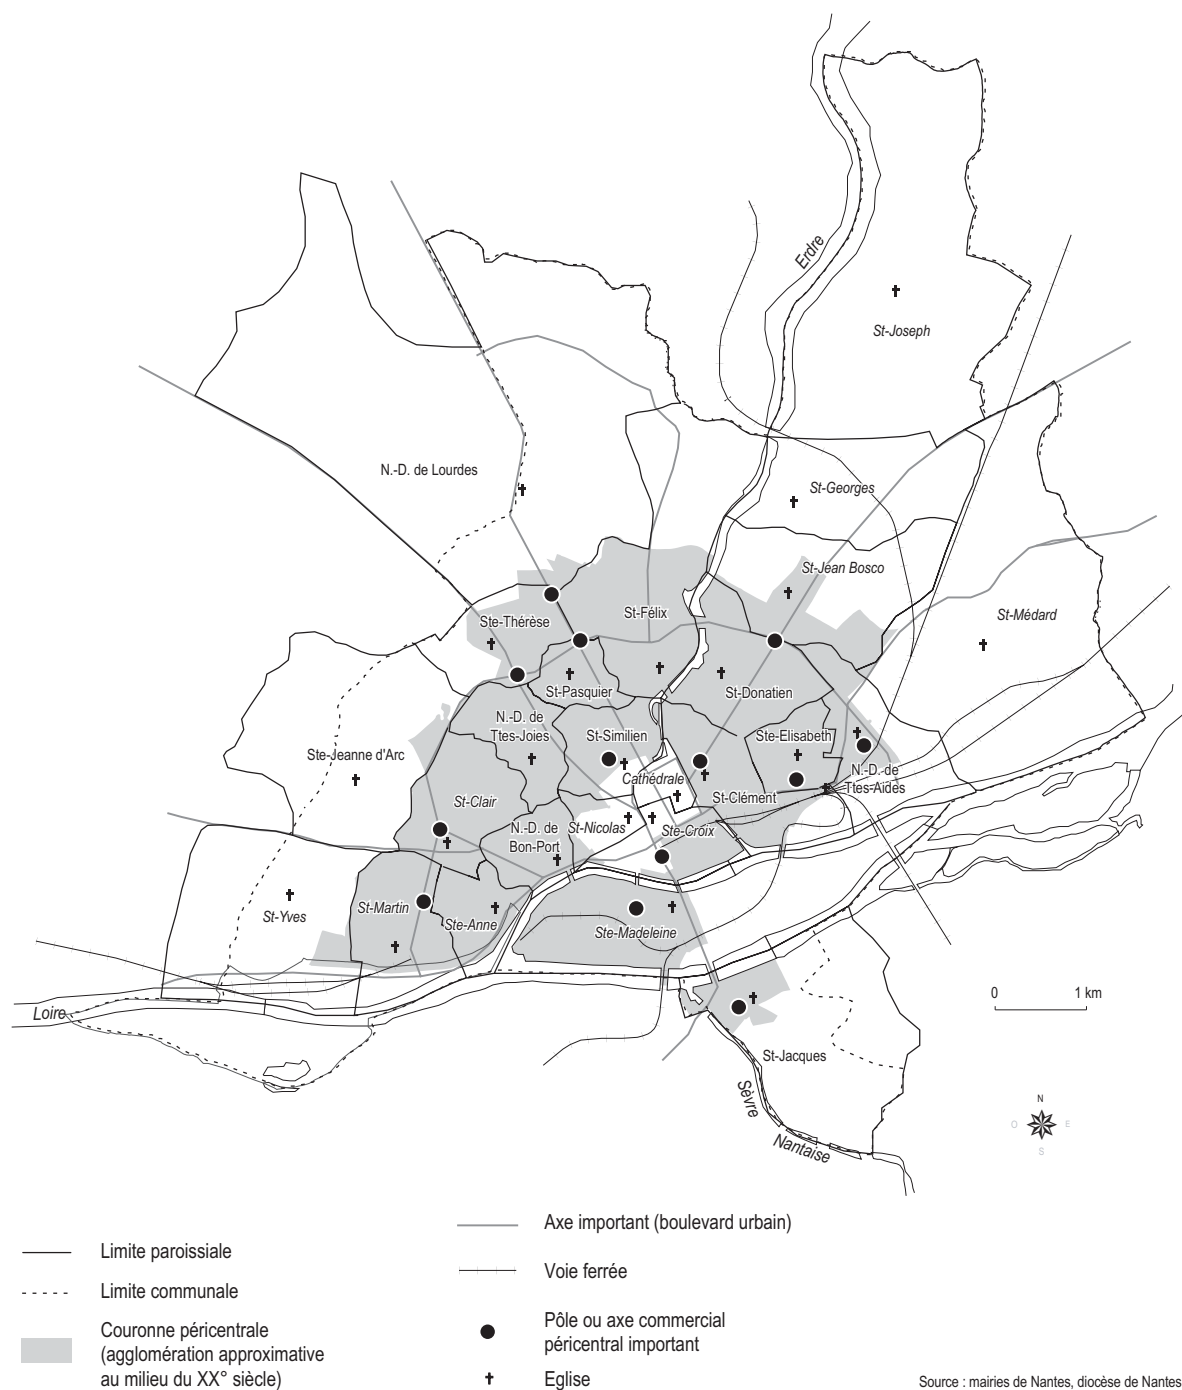 Erdre
St-Joseph
N.-D. de Lourdes
St-Georges
St-Jean Bosco
St-Félix
Ste-Thérèse
St-Médard
St-Pasquier
St-Donatien
N.-D. de
Ttes-Joies
St-Similien
Ste-Elisabeth
Ste-Jeanne d'Arc
Cathédrale
N.-D. de
Ttes-Aides
St-Clair
St-Clément
N.-D. de
Bon-Port
St-Nicolas
Ste-Croix
St-Martin
St-Yves
Ste-Anne
Ste-Madeleine
0 1 km
Loire
St-Jacques
Sèvre
Nantaise
N
O E
S
Limite paroissiale
Limite communale
Couronne péricentrale
(agglomération approximative
au milieu du XX° siècle)
Axe important (boulevard urbain)
Voie ferrée
Pôle ou axe commercial
péricentral important
Eglise
Source : mairies de Nantes, diocèse de Nantes